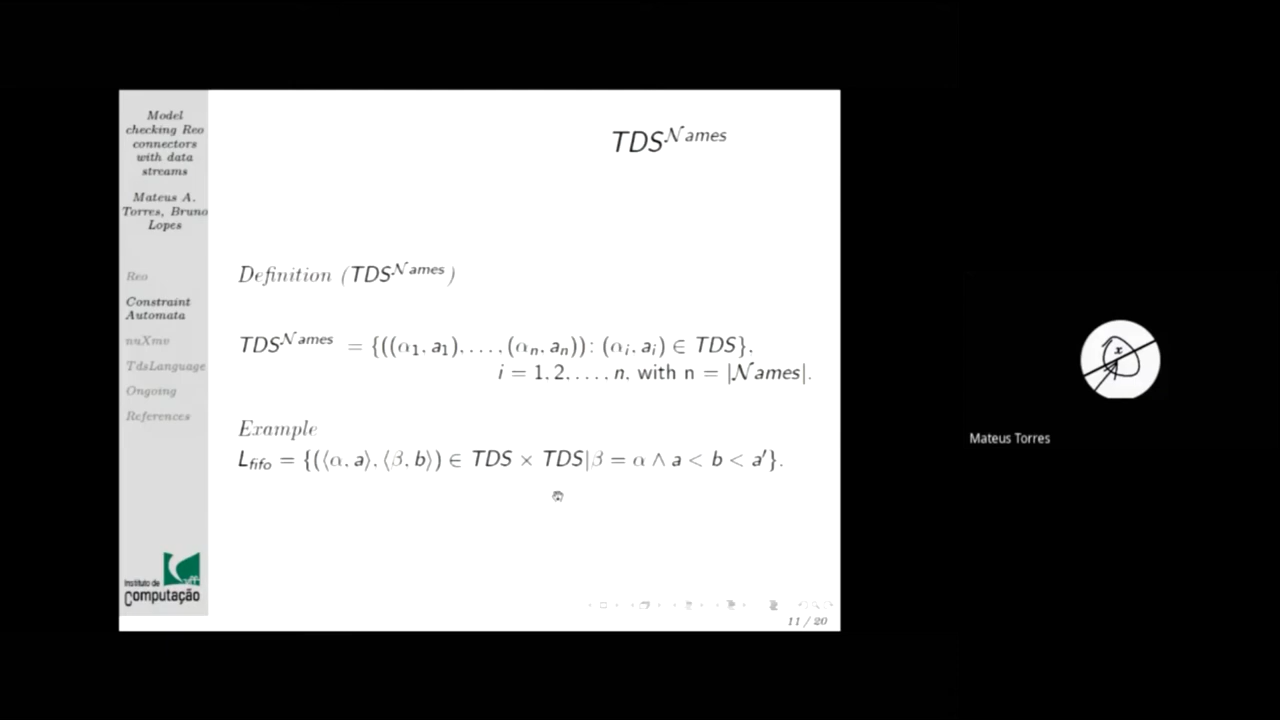 Model
checking Reo
connectors
with data
streams
Mateus A.
Torres, Bruno
Lopes
Reo
Constraint
Automata
nuXmv
TdsLanguage
Ongoing
References
Instituto de
Computação
TDS^Names
Definition (TDS^Names)
TDS^Names = {((α₁, a₁), . . . , (αₙ, aₙ)) : (αᵢ, aᵢ) ∈ TDS},
i = 1, 2, . . . , n, with n = |Names|.
Example
L_fifo = {(⟨α, a⟩, ⟨β, b⟩) ∈ TDS × TDS|β = α ∧ a < b < a′}.
11 / 20
x
Mateus Torres